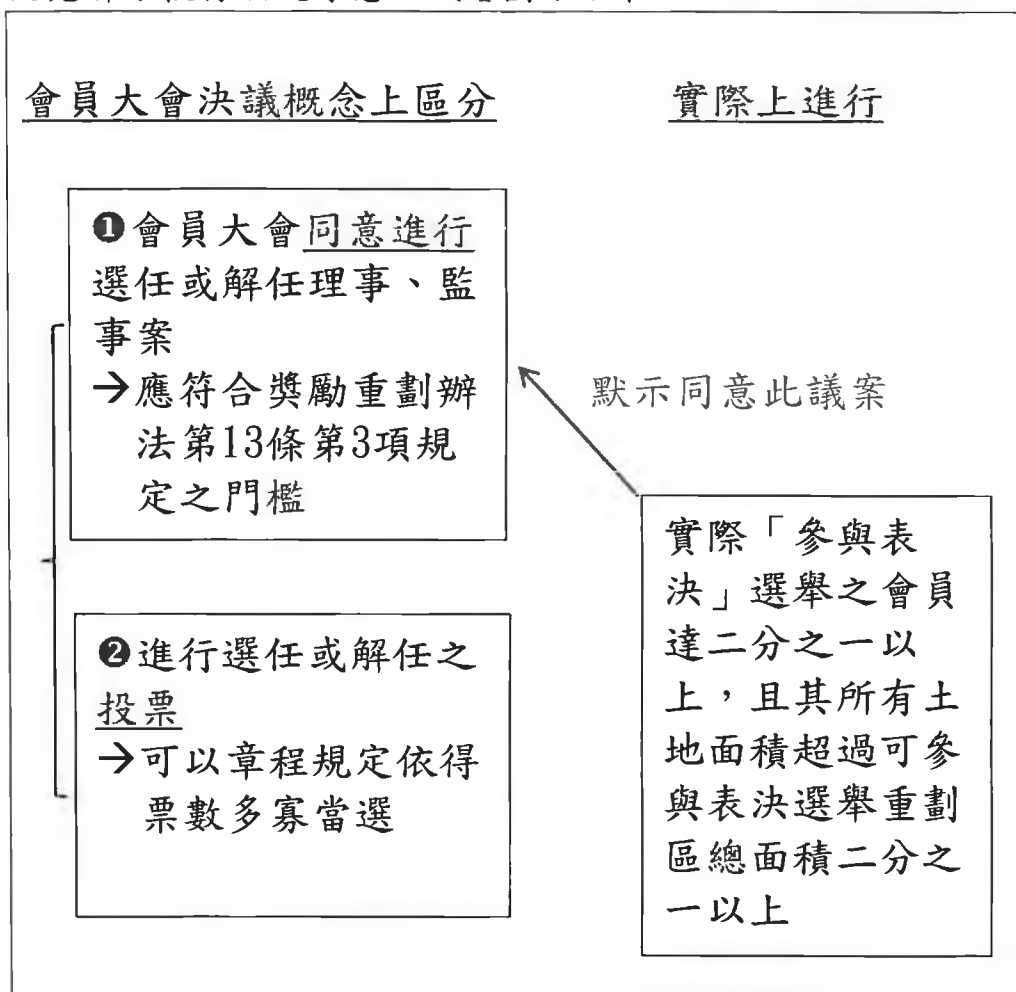 會員大會決議概念上區分
實際上進行
❶會員大會同意進行
選任或解任理事、監
事案
→應符合獎勵重劃辦
法第13條第3項規
定之門檻
默示同意此議案
❷進行選任或解任之
投票
→可以章程規定依得
票數多寡當選
實際「參與表
決」選舉之會員
達二分之一以
上，且其所有土
地面積超過可參
與表決選舉重劃
區總面積二分之
一以上